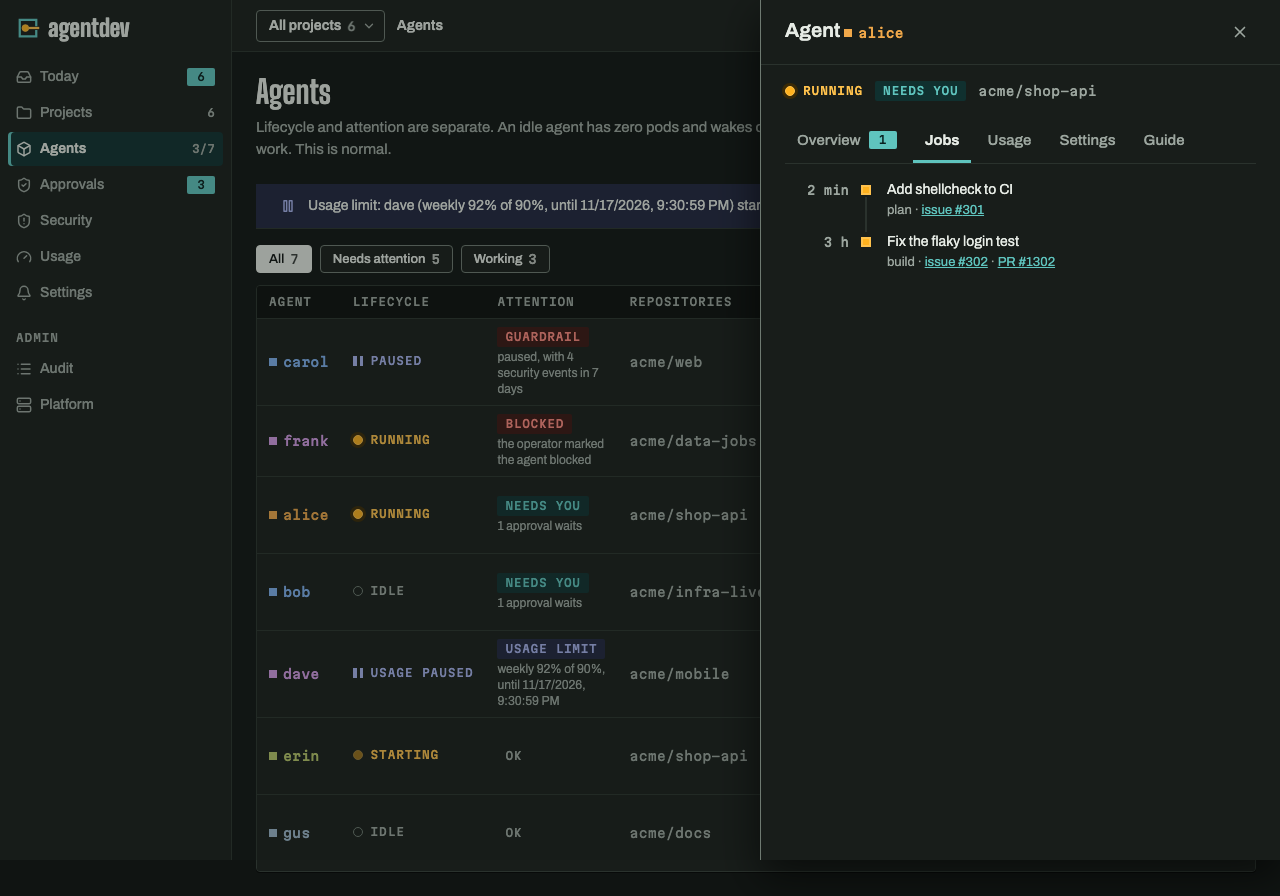 agentdev
Today 6
Projects 6
Agents 3/7
Approvals 3
Security
Usage
Settings
ADMIN
Audit
Platform
All projects 6
Agents
Agents
Lifecycle and attention are separate. An idle agent has zero pods and wakes
work. This is normal.
Usage limit: dave (weekly 92% of 90%, until 11/17/2026, 9:30:59 PM)
All 7
Needs attention 5
Working 3
AGENT LIFECYCLE ATTENTION REPOSITORIES
carol PAUSED GUARDRAIL acme/web
paused, with 4
security events in 7
days
frank RUNNING BLOCKED acme/data-jobs
the operator marked
the agent blocked
alice RUNNING NEEDS YOU acme/shop-api
1 approval waits
bob IDLE NEEDS YOU acme/infra-live
1 approval waits
dave USAGE PAUSED USAGE LIMIT acme/mobile
weekly 92% of 90%,
until 11/17/2026,
9:30:59 PM
erin STARTING OK acme/shop-api
gus IDLE OK acme/docs
Agent alice
RUNNING NEEDS YOU acme/shop-api
Overview 1 Jobs Usage Settings Guide
2 min Add shellcheck to CI
plan · issue #301
3 h Fix the flaky login test
build · issue #302 · PR #1302